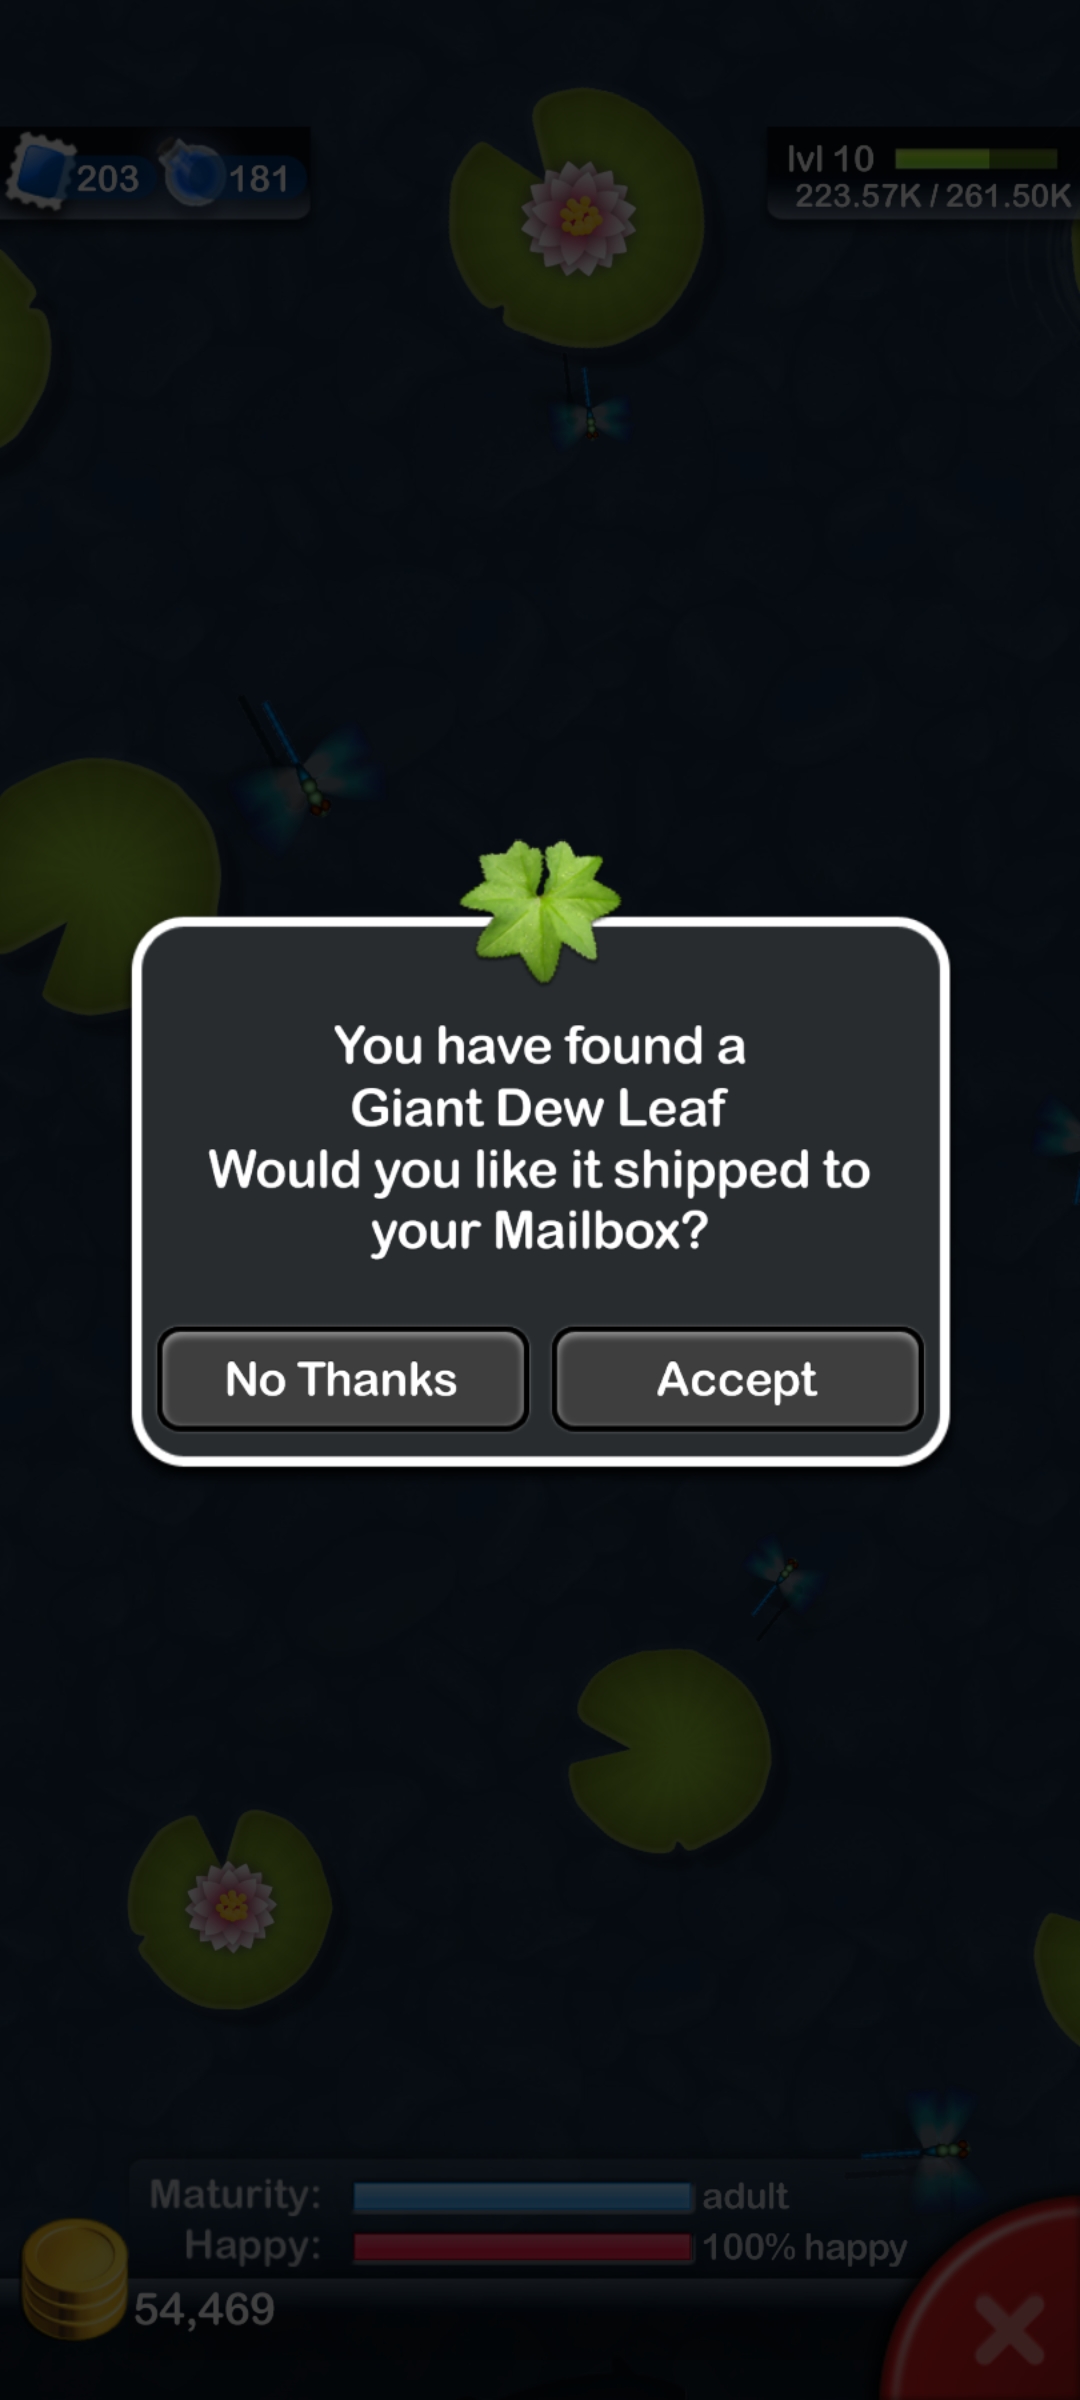 203 181
lvl 10
223.57K / 261.50K
You have found a
Giant Dew Leaf
Would you like it shipped to
your Mailbox?
No Thanks Accept
Maturity: adult
Happy: 100% happy
54,469